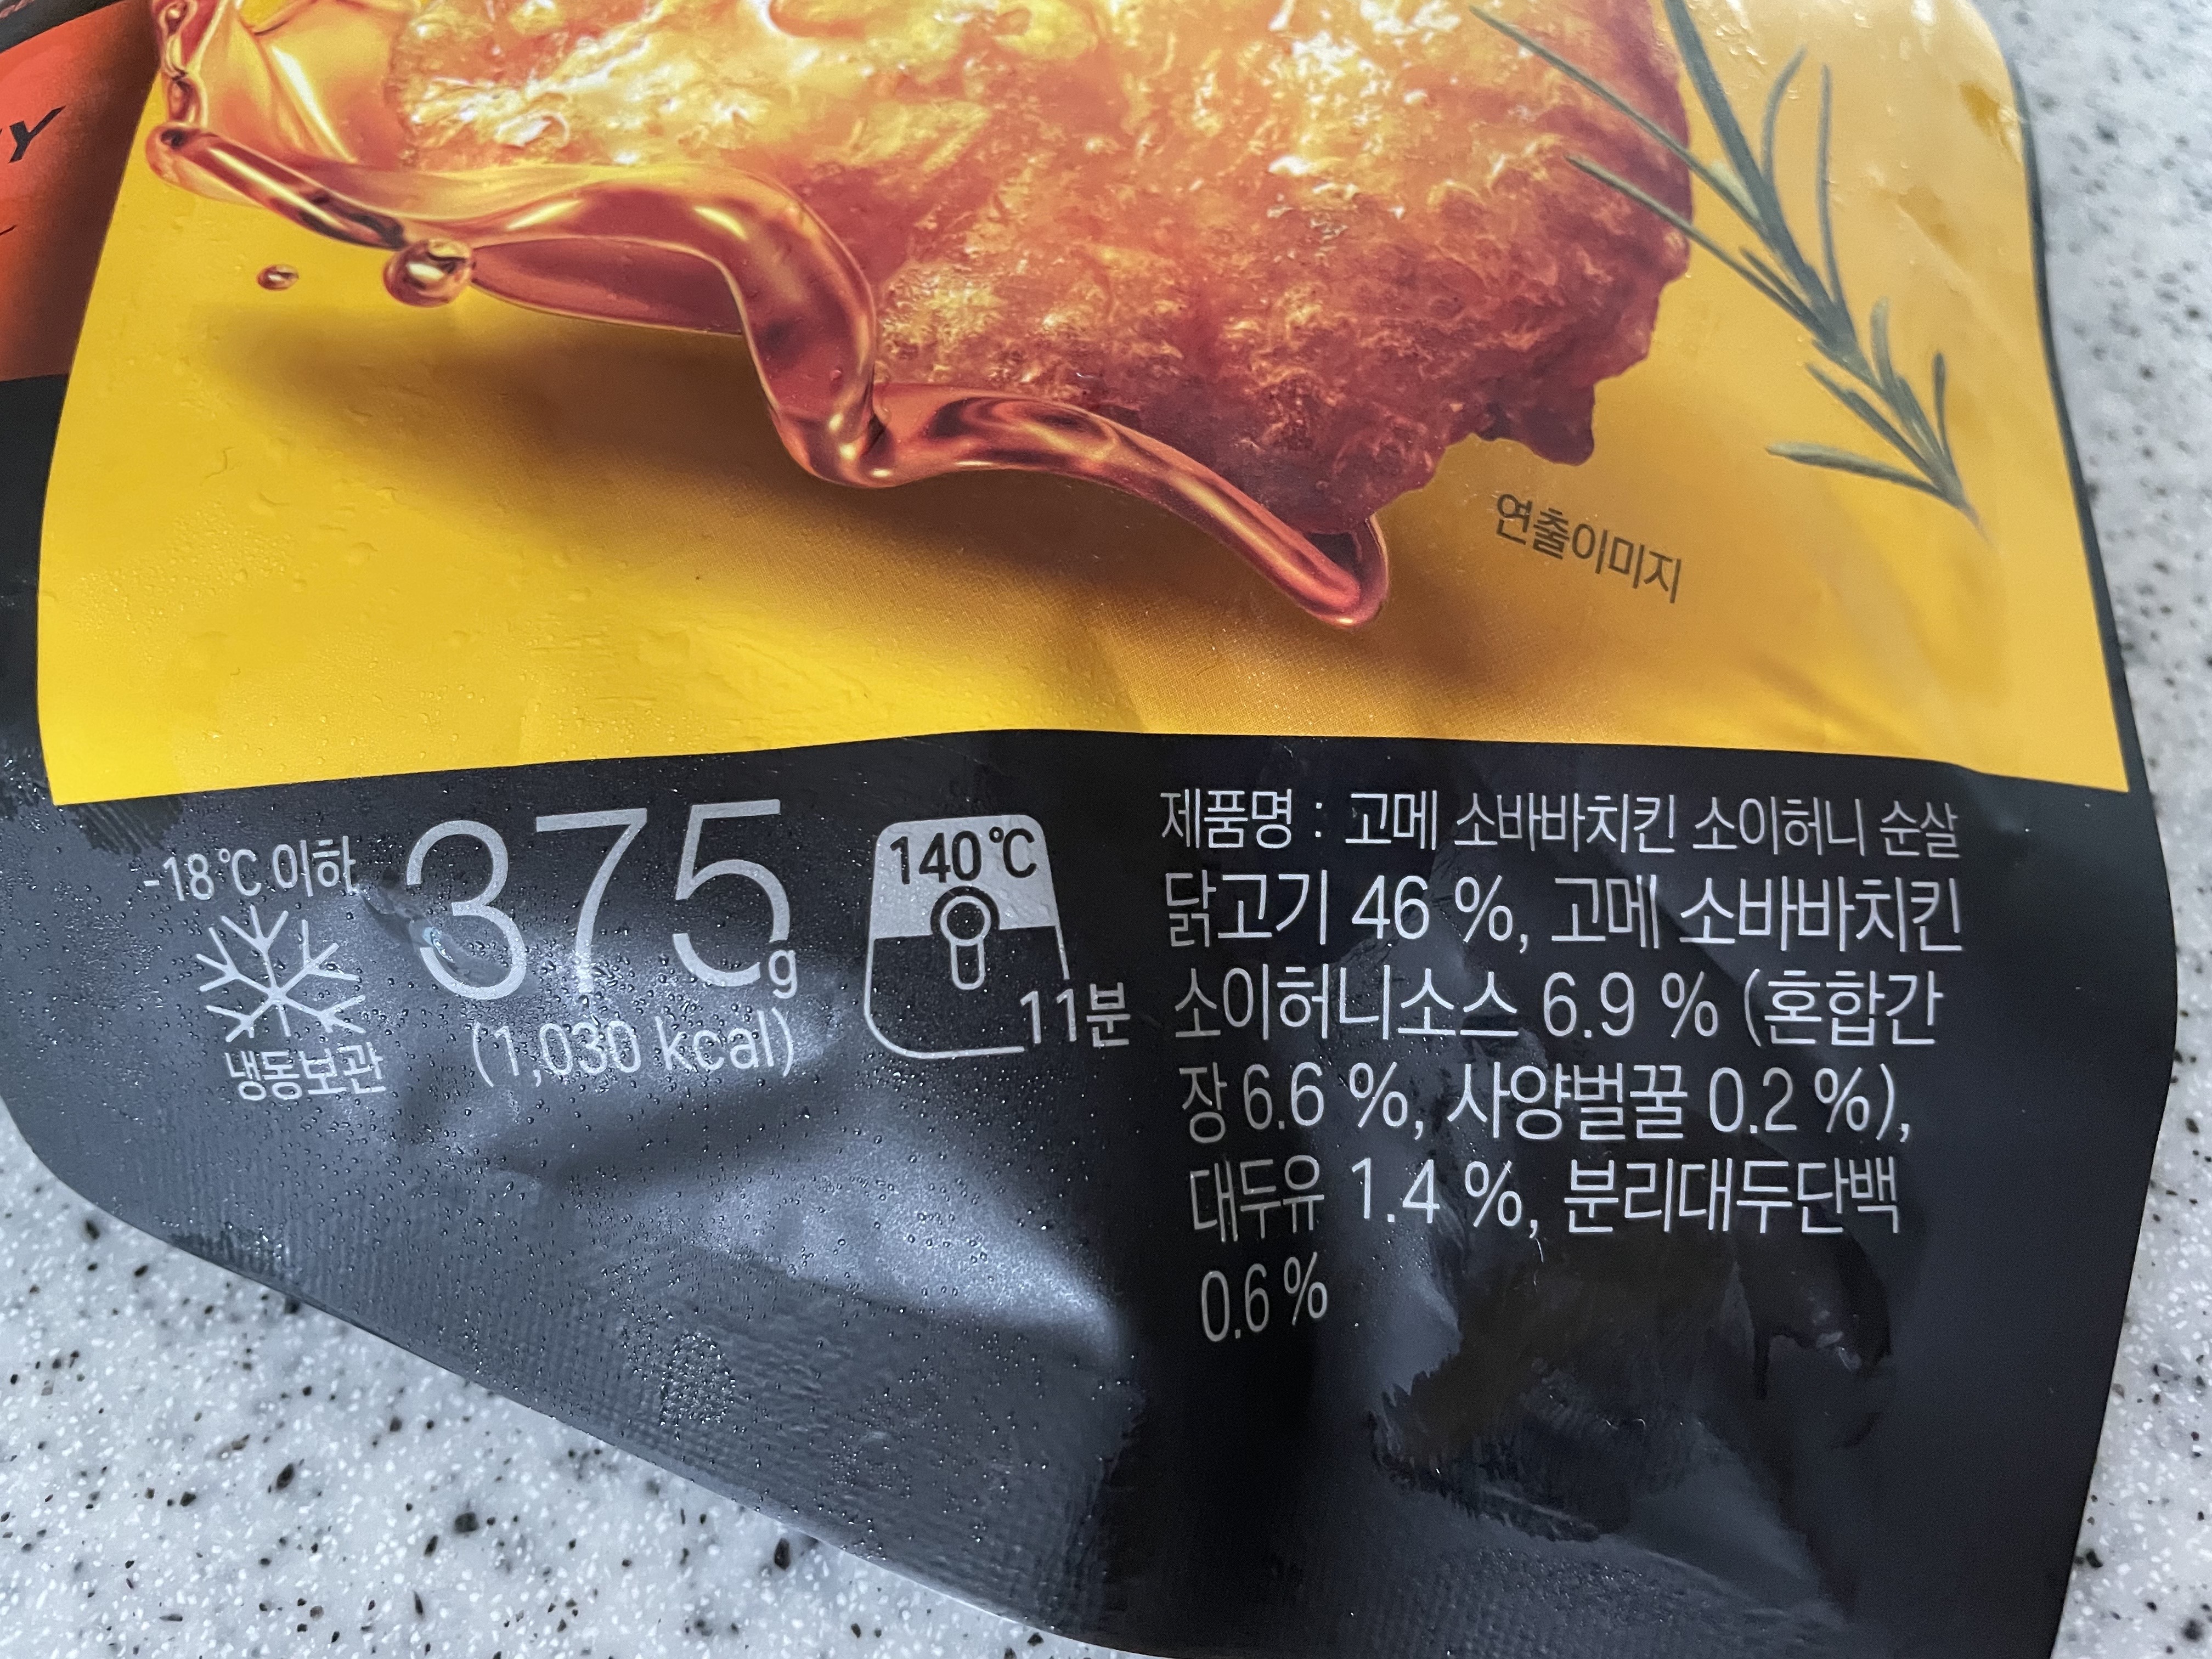 Y
연출이미지
-18℃ 이하
냉동보관
375g
(1,030 kcal)
140℃
11분
제품명 : 고메 소바바치킨 소이허니 순살
닭고기 46 %, 고메 소바바치킨
소이허니소스 6.9 % (혼합간
장 6.6 %, 사양벌꿀 0.2 %),
대두유 1.4 %, 분리대두단백
0.6 %